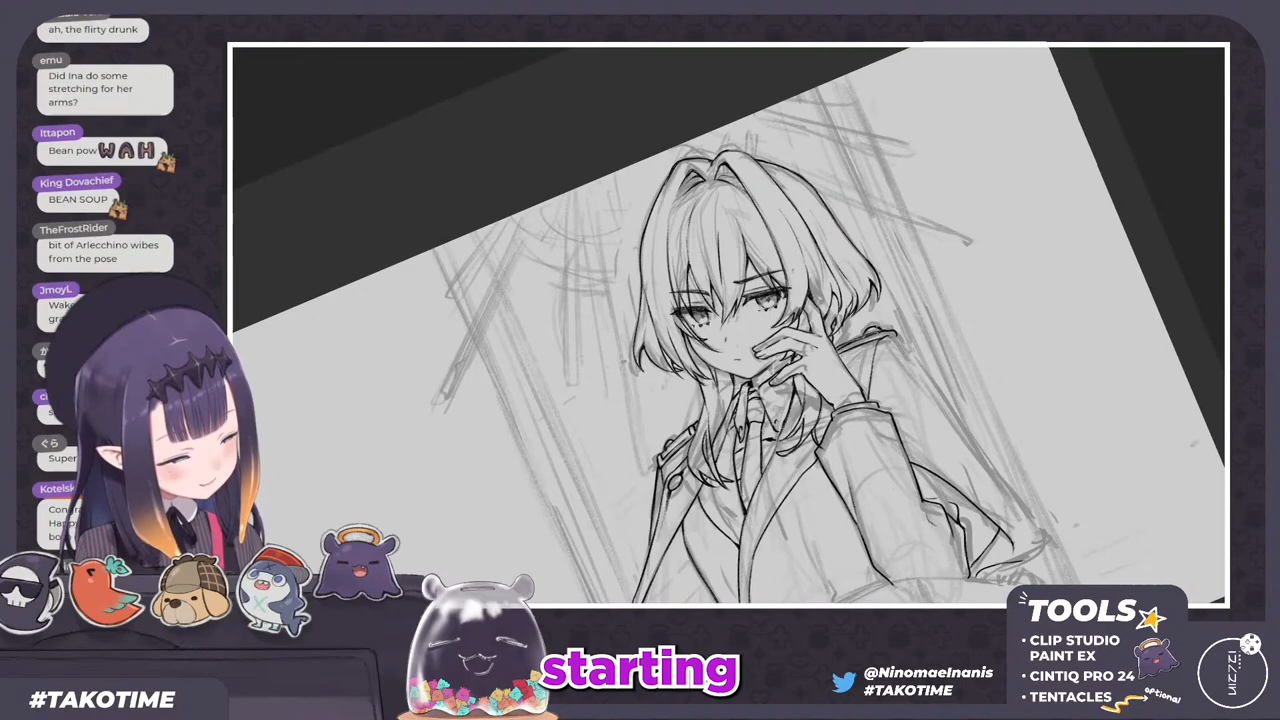 ah, the flirty drunk
emu
Did Ina do some
stretching for her
arms?
Ittapon
Bean pow WAH
King Dovachief
BEAN SOUP
TheFrostRider
bit of Arlecchino wibes
from the pose
JmoyL
ぐら
Super
Kotelsk
#TAKOTIME
starting
@NinomaeInanis
#TAKOTIME
TOOLS
• CLIP STUDIO
PAINT EX
• CINTIQ PRO 24
• TENTACLES
optional